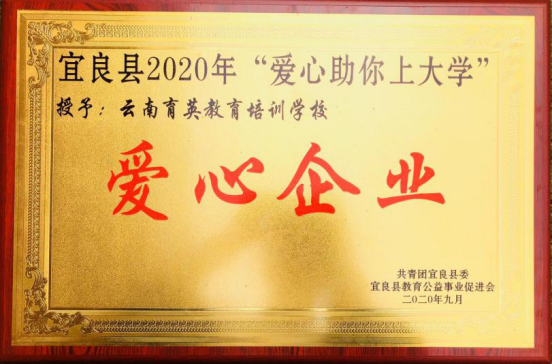 宜良县2020年“爱心助你上大学”
授予：云南育英教育培训学校
爱心企业
共青团宜良县委
宜良县教育公益事业促进会
二〇二〇年九月